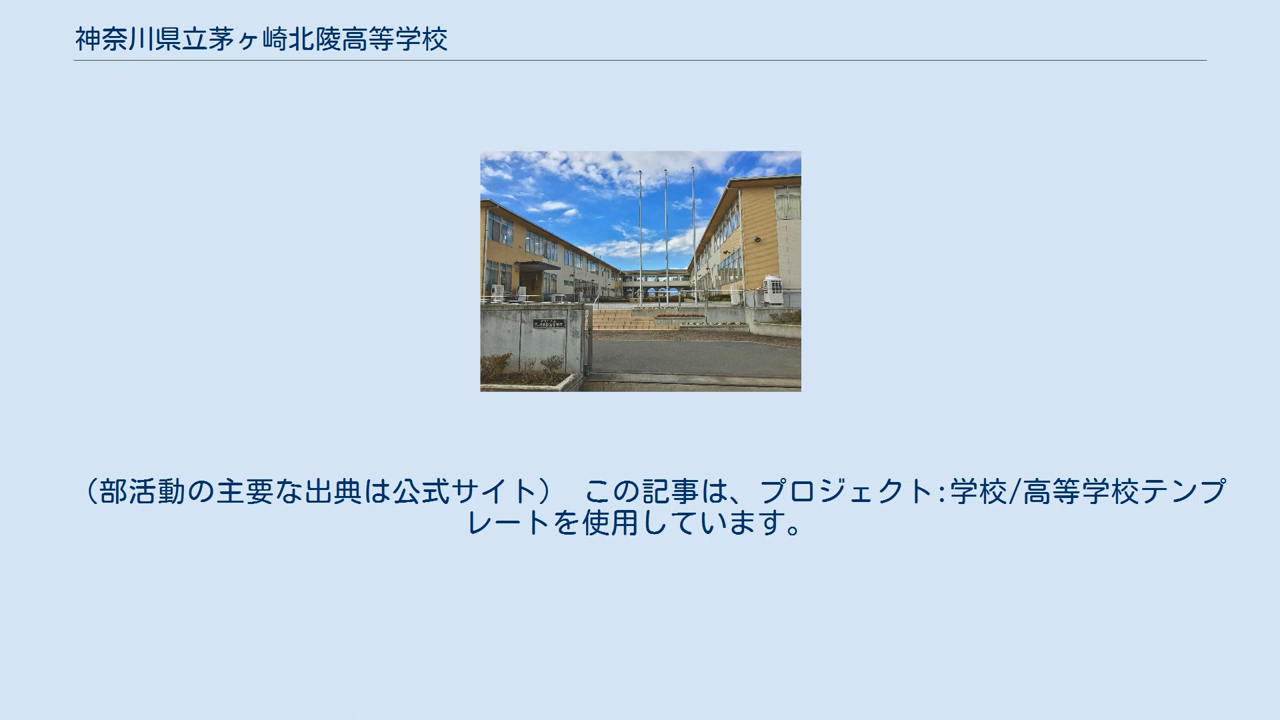 神奈川県立茅ヶ崎北陵高等学校
（部活動の主要な出典は公式サイト）　この記事は、プロジェクト:学校/高等学校テンプ
レートを使用しています。